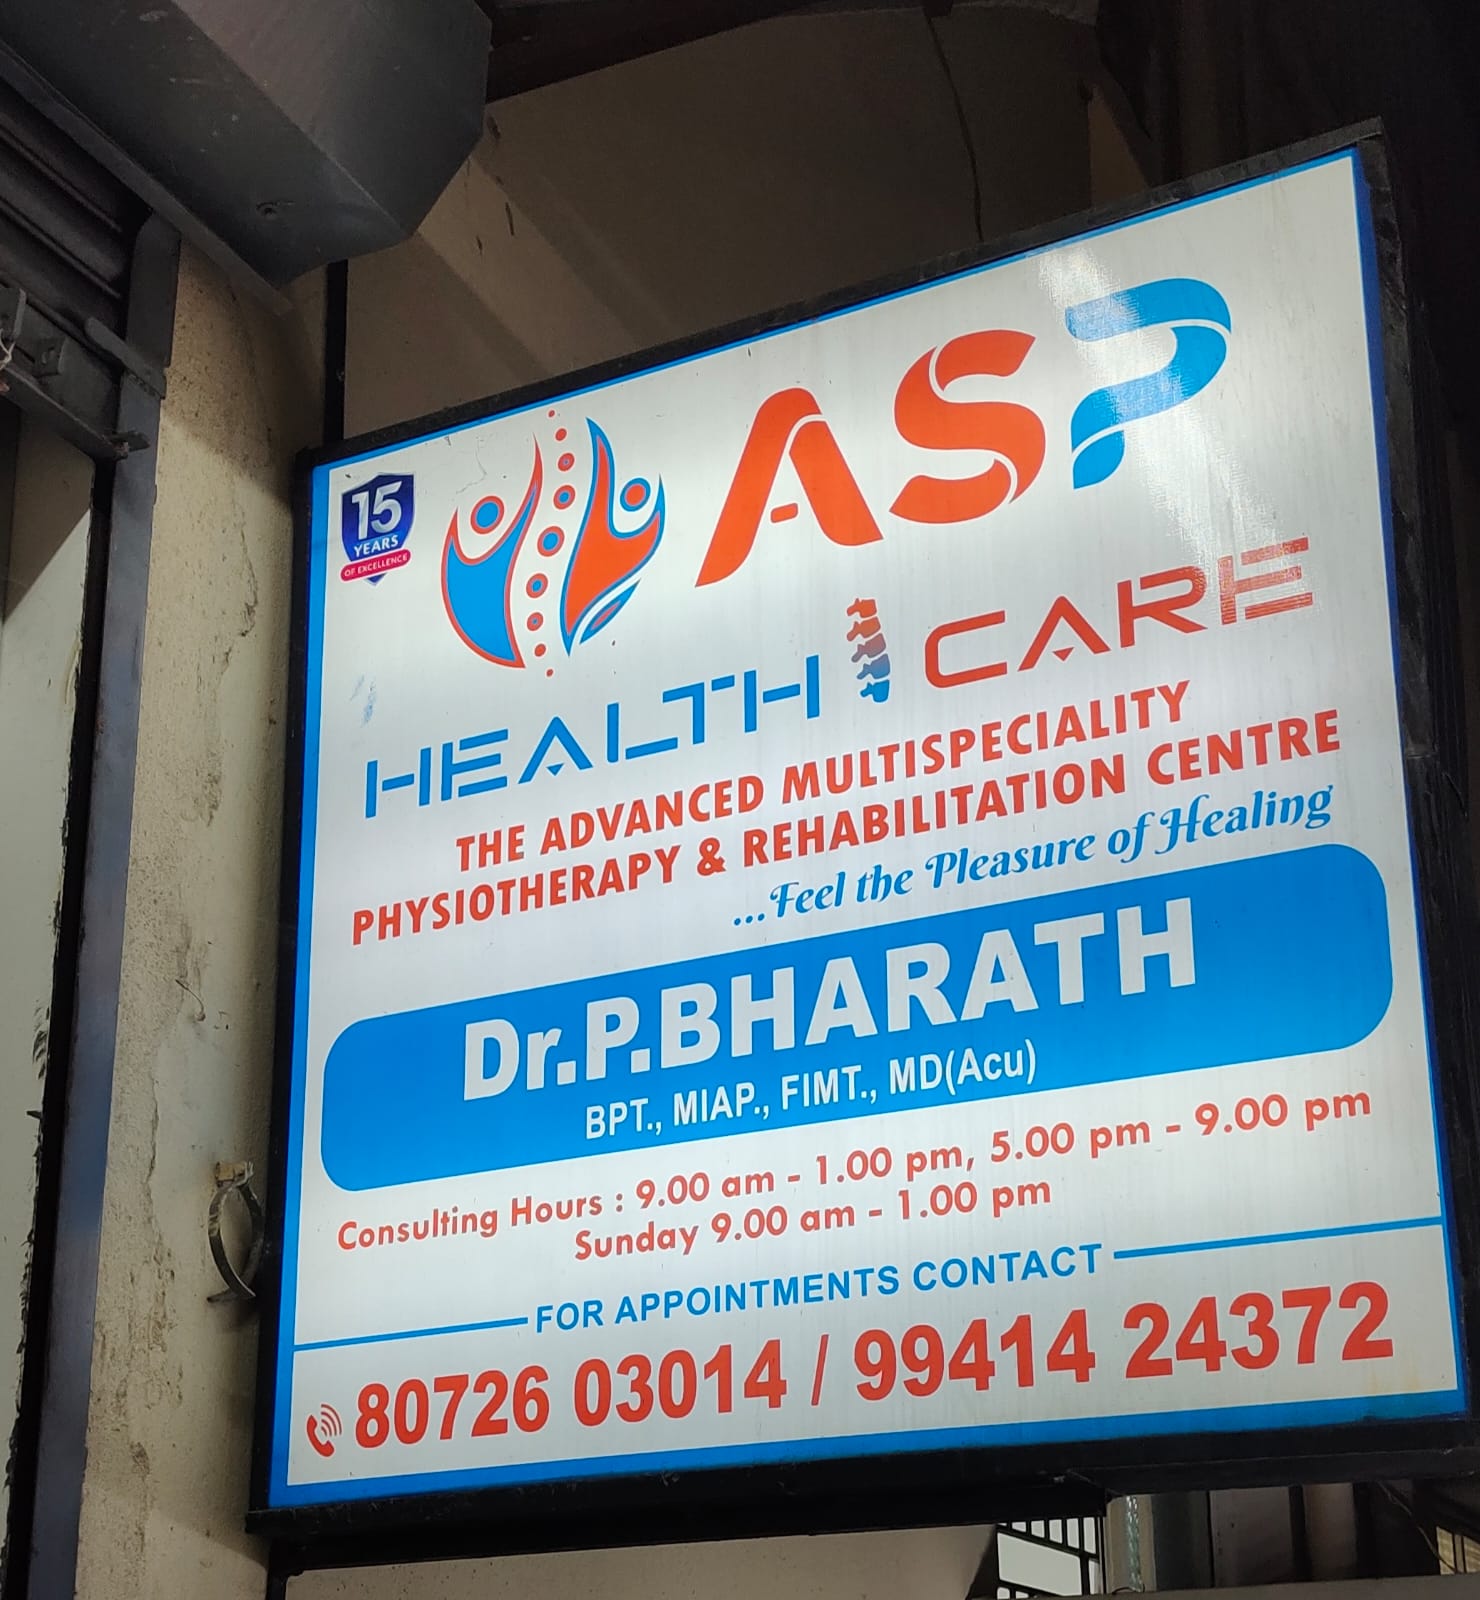 15
YEARS
OF EXCELLENCE
ASP
HEALTH CARE
THE ADVANCED MULTISPECIALITY
PHYSIOTHERAPY & REHABILITATION CENTRE
...Feel the Pleasure of Healing
Dr.P.BHARATH
BPT., MIAP., FIMT., MD(Acu)
Consulting Hours : 9.00 am - 1.00 pm, 5.00 pm - 9.00 pm
Sunday 9.00 am - 1.00 pm
FOR APPOINTMENTS CONTACT
80726 03014 / 99414 24372